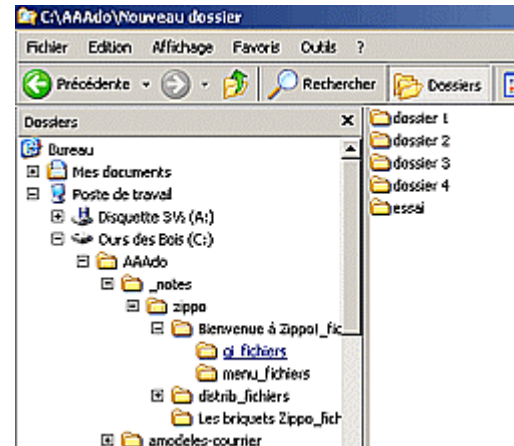 C:\AAAdo\Nouveau dossier
Fichier Edition Affichage Favoris Outils ?
Précédente Rechercher Dossiers
Dossiers
Bureau
Mes documents
Poste de travail
Disquette 3½ (A:)
Ours des Bois (C:)
AAAdo
_notes
zippo
Bienvenue à Zippo!_fic
gi_fichiers
menu_fichiers
distrib_fichiers
Les briquets Zippo_fich
amodeles-courrier
dossier 1
dossier 2
dossier 3
dossier 4
essai